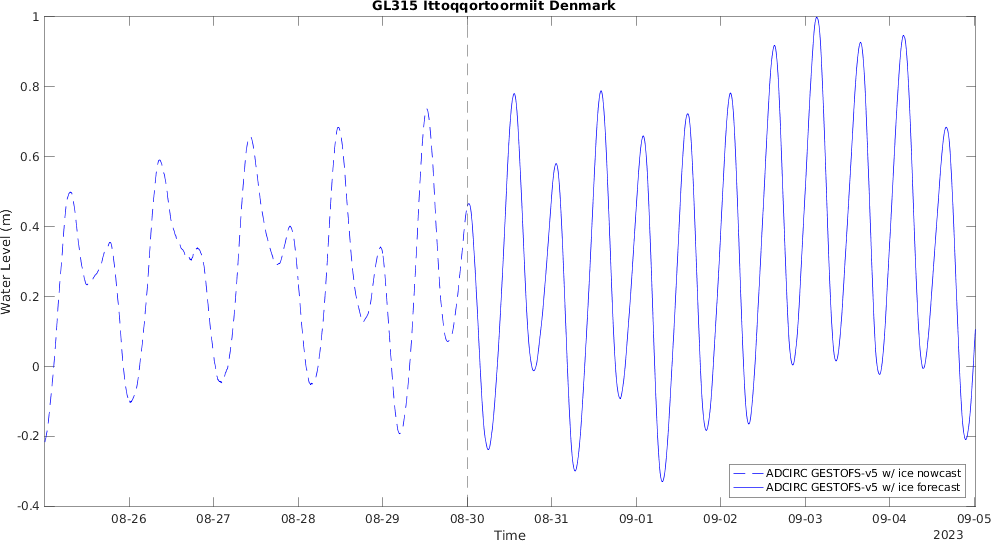 GL315 Ittoqqortoormiit Denmark
1
0.8
0.6
0.4
0.2
0
-0.2
-0.4
Water Level (m)
ADCIRC GESTOFS-v5 w/ ice nowcast
ADCIRC GESTOFS-v5 w/ ice forecast
08-26 08-27 08-28 08-29 08-30 08-31 09-01 09-02 09-03 09-04 09-05
Time
2023